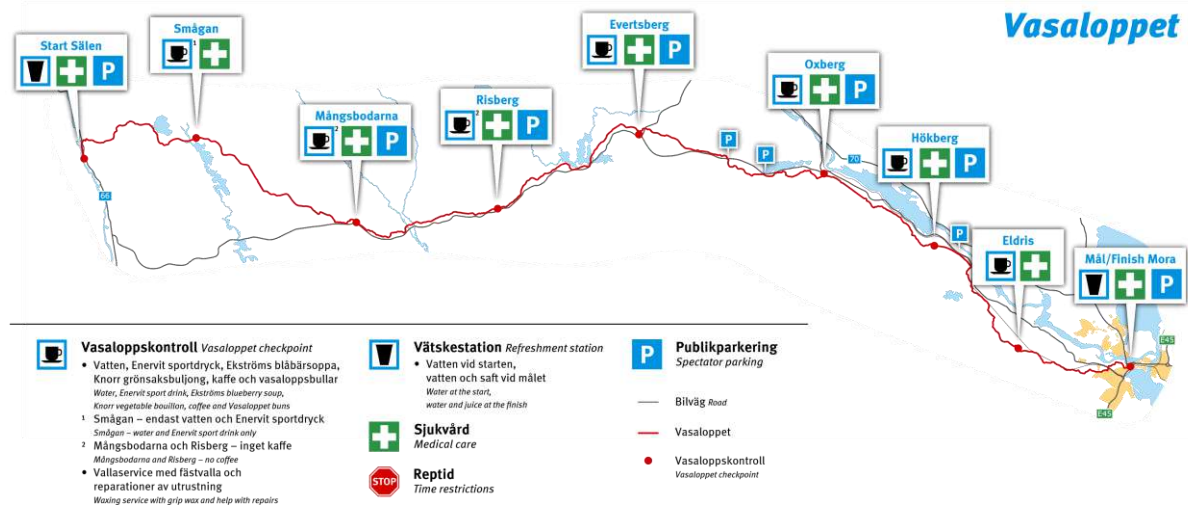 Vasaloppet
Start Sälen
P
Smågan
1
Mångsbodarna
2
P
Risberg
2
P
Evertsberg
P
P
P
Oxberg
P
Hökberg
P
P
Eldris
Mål/Finish Mora
P
66
70
E45
E45
Vasaloppskontroll Vasaloppet checkpoint
• Vatten, Enervit sportdryck, Ekströms blåbärsoppa,
Knorr grönsaksbuljong, kaffe och vasaloppsbullar
Water, Enervit sport drink, Ekströms blueberry soup,
Knorr vegetable bouillon, coffee and Vasaloppet buns
1 Smågan – endast vatten och Enervit sportdryck
Smågan – water and Enervit sport drink only
2 Mångsbodarna och Risberg – inget kaffe
Mångsbodarna and Risberg – no coffee
• Vallaservice med fästvalla och
reparationer av utrustning
Waxing service with grip wax and help with repairs
Vätskestation Refreshment station
• Vatten vid starten,
vatten och saft vid målet
Water at the start,
water and juice at the finish
Sjukvård
Medical care
STOP
Reptid
Time restrictions
P
Publikparkering
Spectator parking
Bilväg Road
Vasaloppet
Vasaloppskontroll
Vasaloppet checkpoint